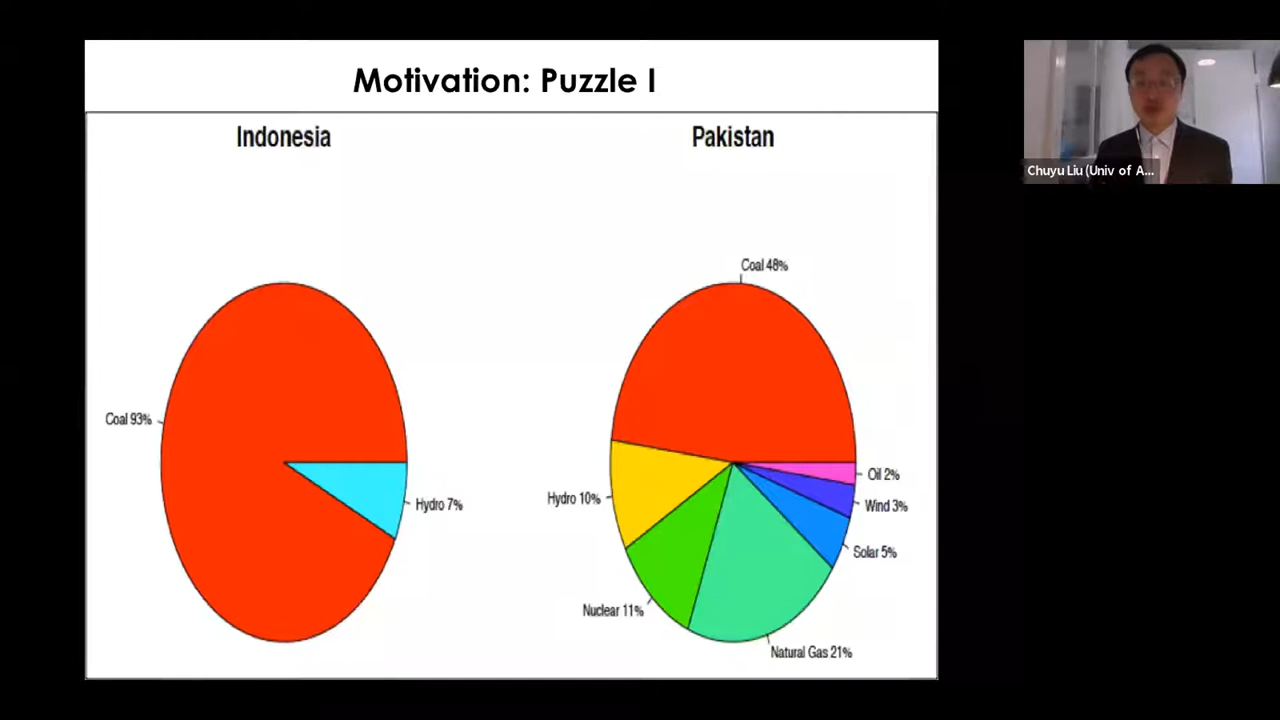 Motivation: Puzzle I
Indonesia
Pakistan
Coal 93%
Hydro 7%
Coal 48%
Hydro 10%
Nuclear 11%
Natural Gas 21%
Solar 5%
Wind 3%
Oil 2%
Chuyu Liu (Univ of A...